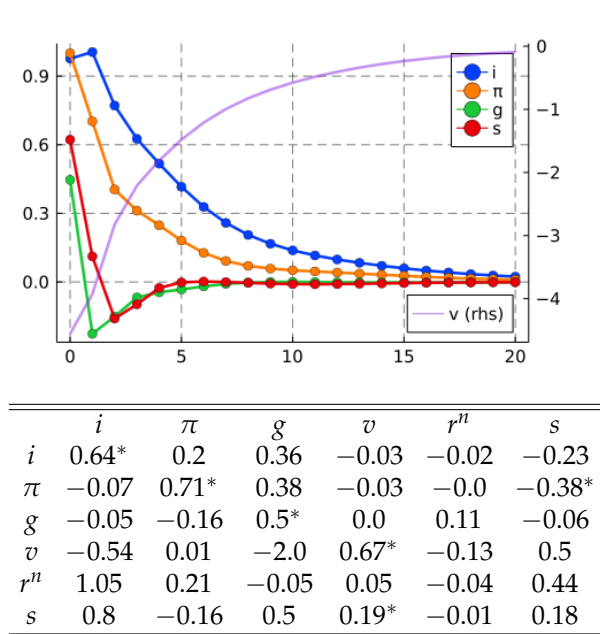 0.9
0.6
0.3
0.0
0
−1
−2
−3
−4
i
π
g
s
v (rhs)
0 5 10 15 20
i π g v rⁿ s
i 0.64* 0.2 0.36 −0.03 −0.02 −0.23
π −0.07 0.71* 0.38 −0.03 −0.0 −0.38*
g −0.05 −0.16 0.5* 0.0 0.11 −0.06
v −0.54 0.01 −2.0 0.67* −0.13 0.5
rⁿ 1.05 0.21 −0.05 0.05 −0.04 0.44
s 0.8 −0.16 0.5 0.19* −0.01 0.18